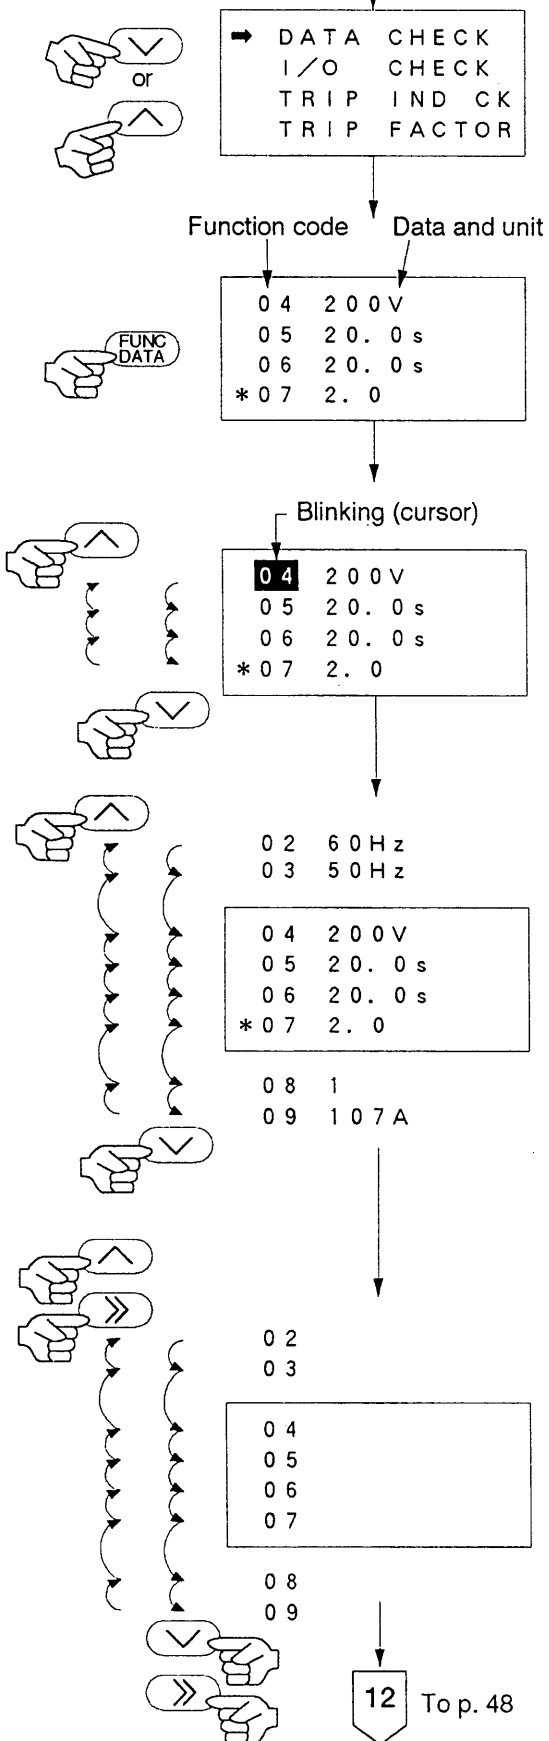 ➡ DATA CHECK
or
I/O CHECK
TRIP IND CK
TRIP FACTOR
Function code Data and unit
04 200V
FUNC
DATA
05 20.0s
06 20.0s
*07 2.0
Blinking (cursor)
04 200V
05 20.0s
06 20.0s
*07 2.0
02 60Hz
03 50Hz
04 200V
05 20.0s
06 20.0s
*07 2.0
08 1
09 107A
02
03
04
05
06
07
08
09
12 To p. 48